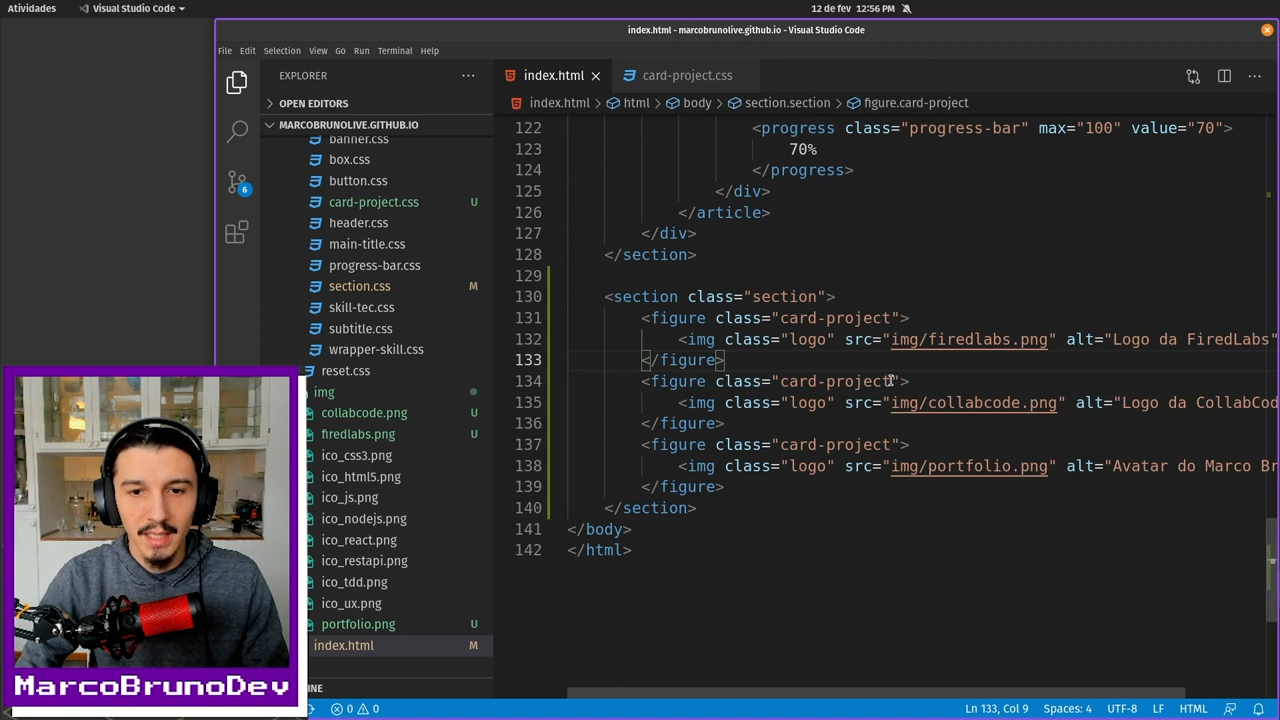 Atividades
Visual Studio Code
12 de fev 12:56 PM
index.html - marcobrunolive.github.io - Visual Studio Code
File Edit Selection View Go Run Terminal Help
EXPLORER
OPEN EDITORS
MARCOBRUNOLIVE.GITHUB.IO
banner.css
box.css
button.css
card-project.css U
header.css
main-title.css
progress-bar.css
section.css M
skill-tec.css
subtitle.css
wrapper-skill.css
reset.css
img
collabcode.png U
firedlabs.png U
ico_css3.png
ico_html5.png
ico_js.png
ico_nodejs.png
ico_react.png
ico_restapi.png
ico_tdd.png
ico_ux.png
portfolio.png U
index.html M
6
index.html card-project.css
index.html > html > body > section.section > figure.card-project
122 <progress class="progress-bar" max="100" value="70">
123 70%
124 </progress>
125 </div>
126 </article>
127 </div>
128 </section>
129
130 <section class="section">
131 <figure class="card-project">
132 <img class="logo" src="img/firedlabs.png" alt="Logo da FiredLabs"
133 </figure>
134 <figure class="card-project">
135 <img class="logo" src="img/collabcode.png" alt="Logo da CollabCod
136 </figure>
137 <figure class="card-project">
138 <img class="logo" src="img/portfolio.png" alt="Avatar do Marco Br
139 </figure>
140 </section>
141 </body>
142 </html>
MarcoBrunoDev
0 0
Ln 133, Col 9 Spaces: 4 UTF-8 LF HTML